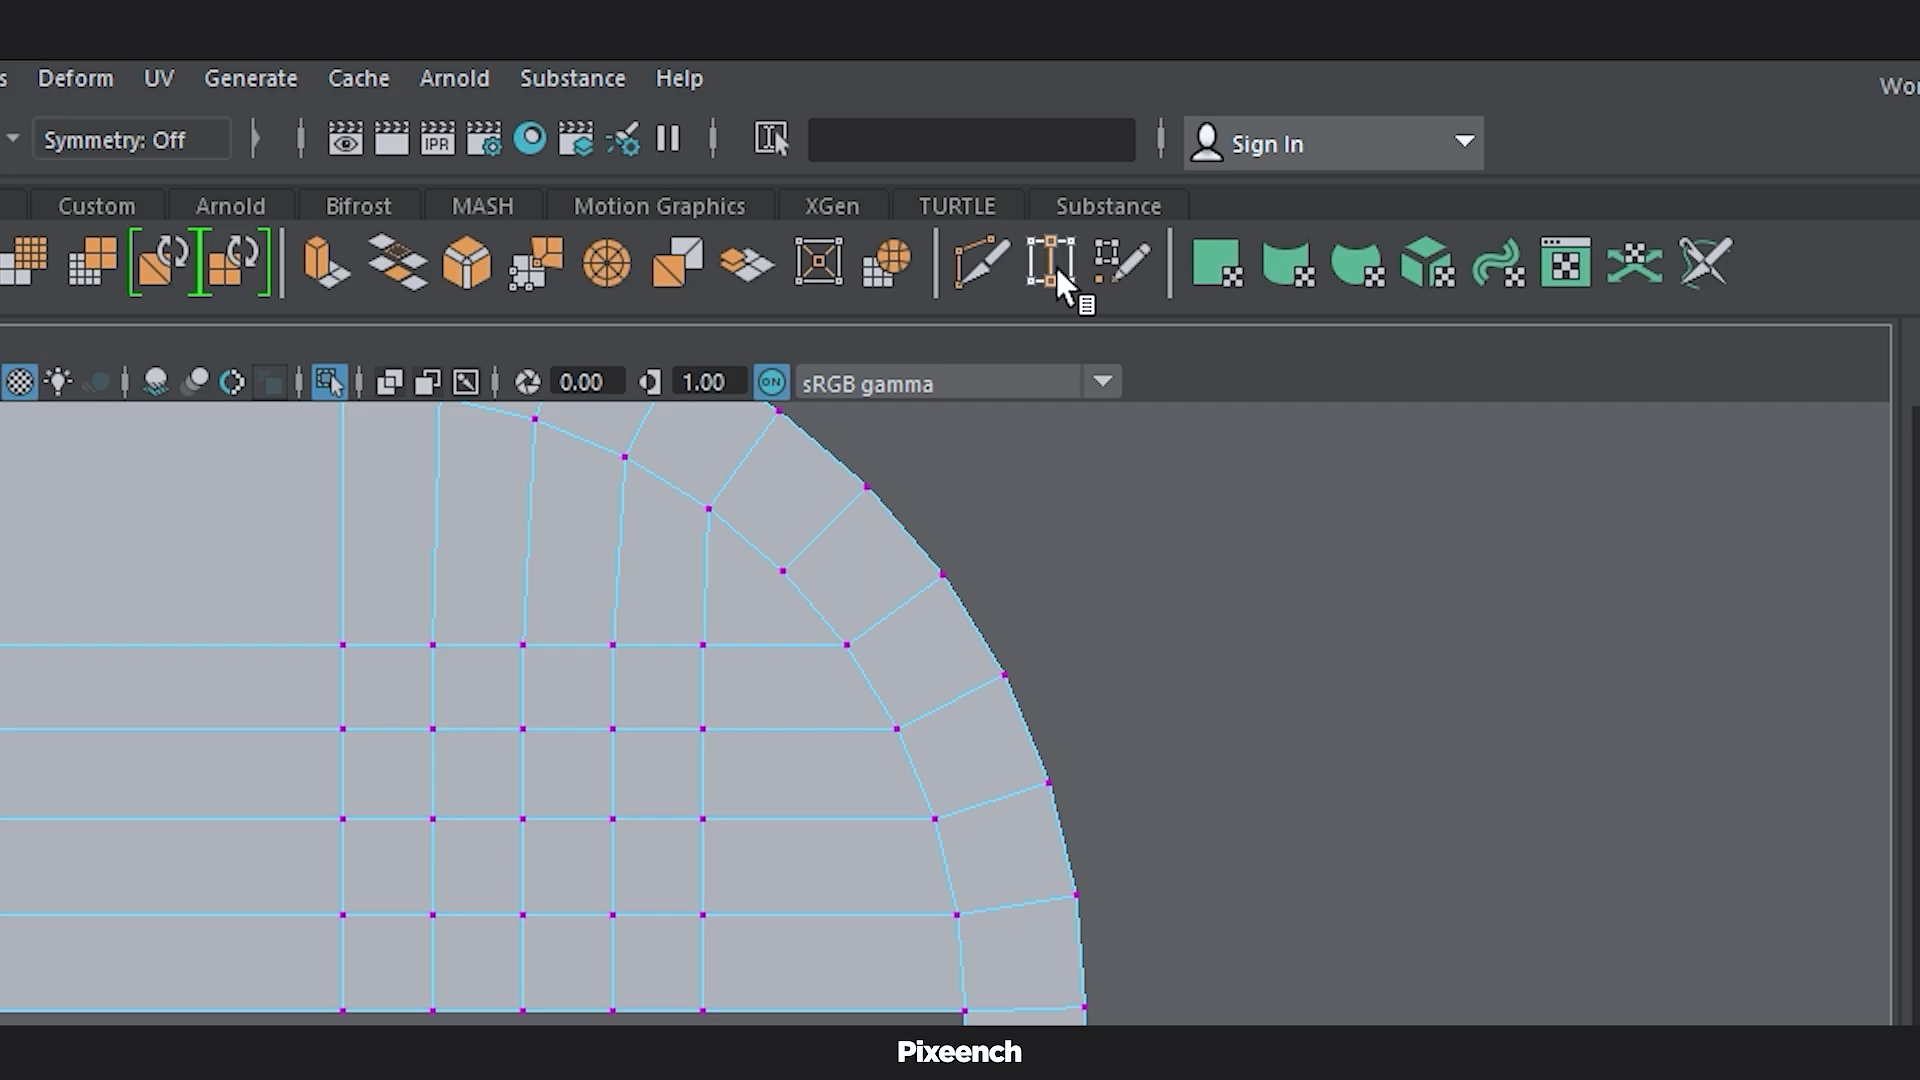 s Deform UV Generate Cache Arnold Substance Help
Wor
Symmetry: Off
IPR
Sign In
Custom Arnold Bifrost MASH Motion Graphics XGen TURTLE Substance
0.00 1.00 ON sRGB gamma
Pixeench